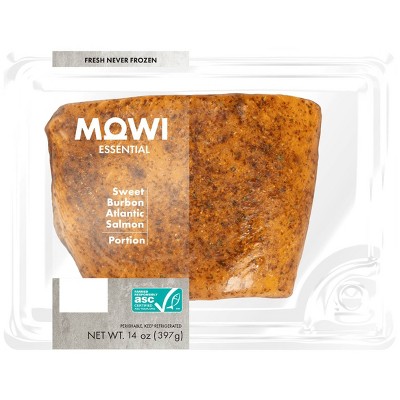 FRESH NEVER FROZEN
MOWI
ESSENTIAL
Sweet
Burbon
Atlantic
Salmon
Portion
asc
CERTIFIED
PERISHABLE, KEEP REFRIGERATED
NET WT. 14 oz (397g)